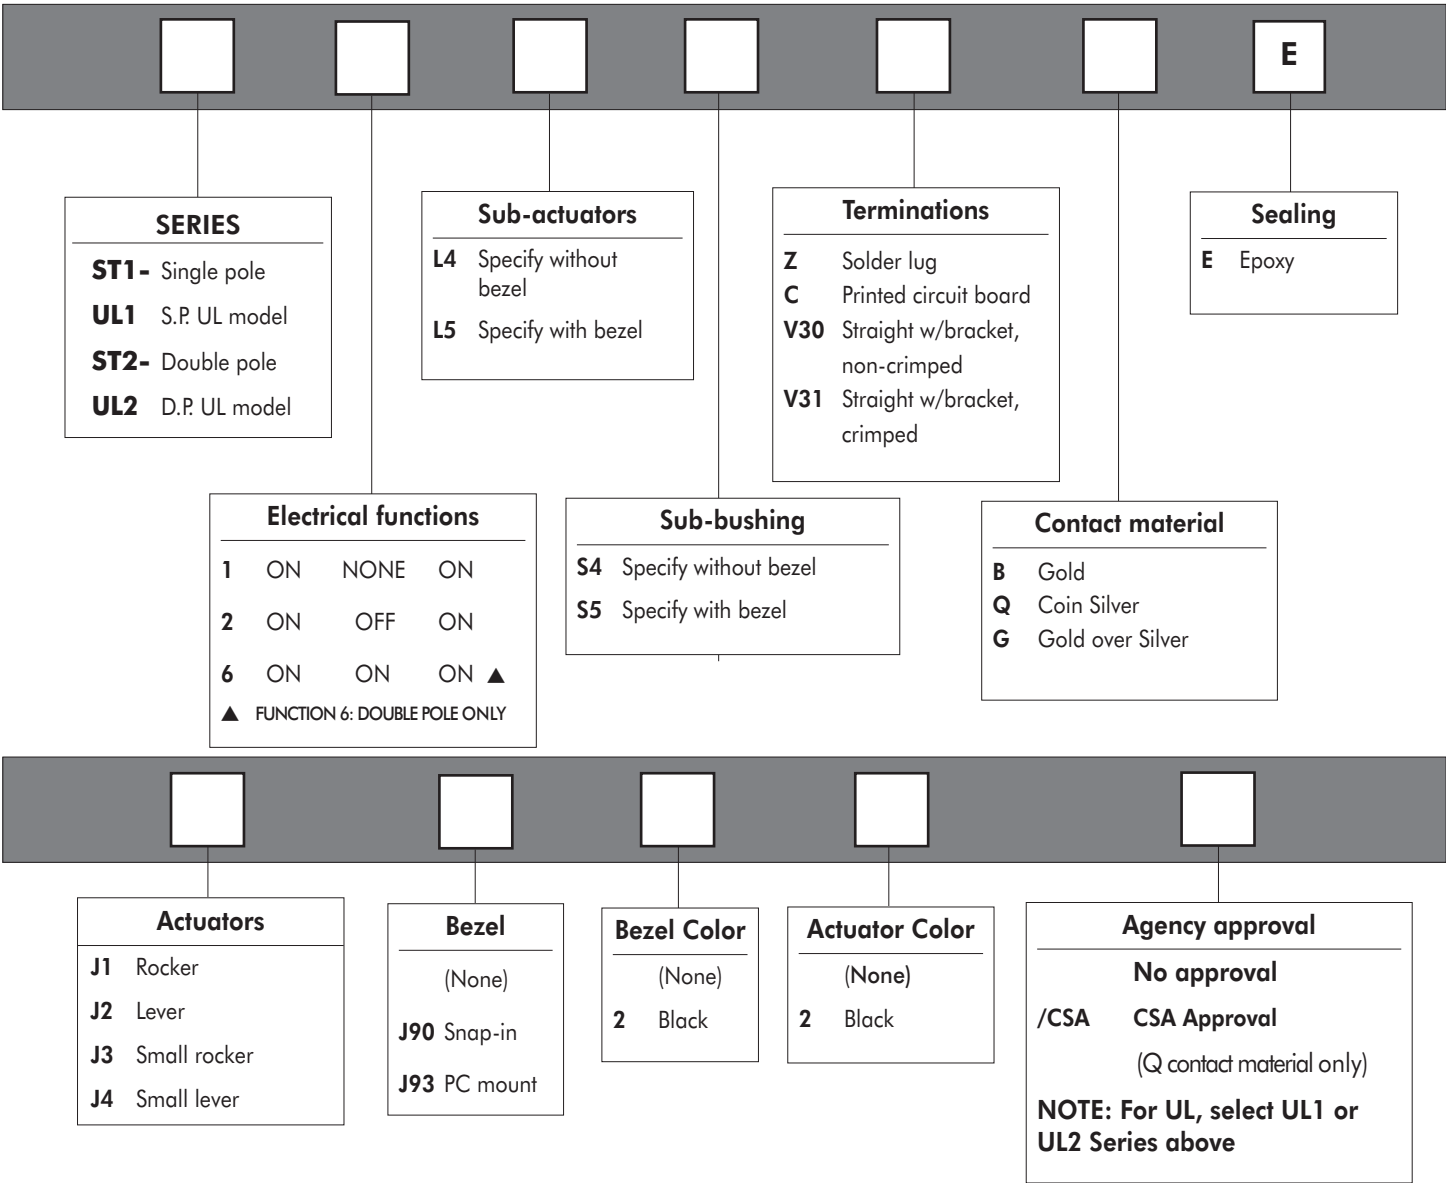 E
SERIES
ST1- Single pole
UL1 S.P. UL model
ST2- Double pole
UL2 D.P. UL model
Sub-actuators
L4 Specify without
bezel
L5 Specify with bezel
Terminations
Z Solder lug
C Printed circuit board
V30 Straight w/bracket,
non-crimped
V31 Straight w/bracket,
crimped
Sealing
E Epoxy
Electrical functions
1 ON NONE ON
2 ON OFF ON
6 ON ON ON ▲
▲ FUNCTION 6: DOUBLE POLE ONLY
Sub-bushing
S4 Specify without bezel
S5 Specify with bezel
Contact material
B Gold
Q Coin Silver
G Gold over Silver
Actuators
J1 Rocker
J2 Lever
J3 Small rocker
J4 Small lever
Bezel
(None)
J90 Snap-in
J93 PC mount
Bezel Color
(None)
2 Black
Actuator Color
(None)
2 Black
Agency approval
No approval
/CSA CSA Approval
(Q contact material only)
NOTE: For UL, select UL1 or
UL2 Series above